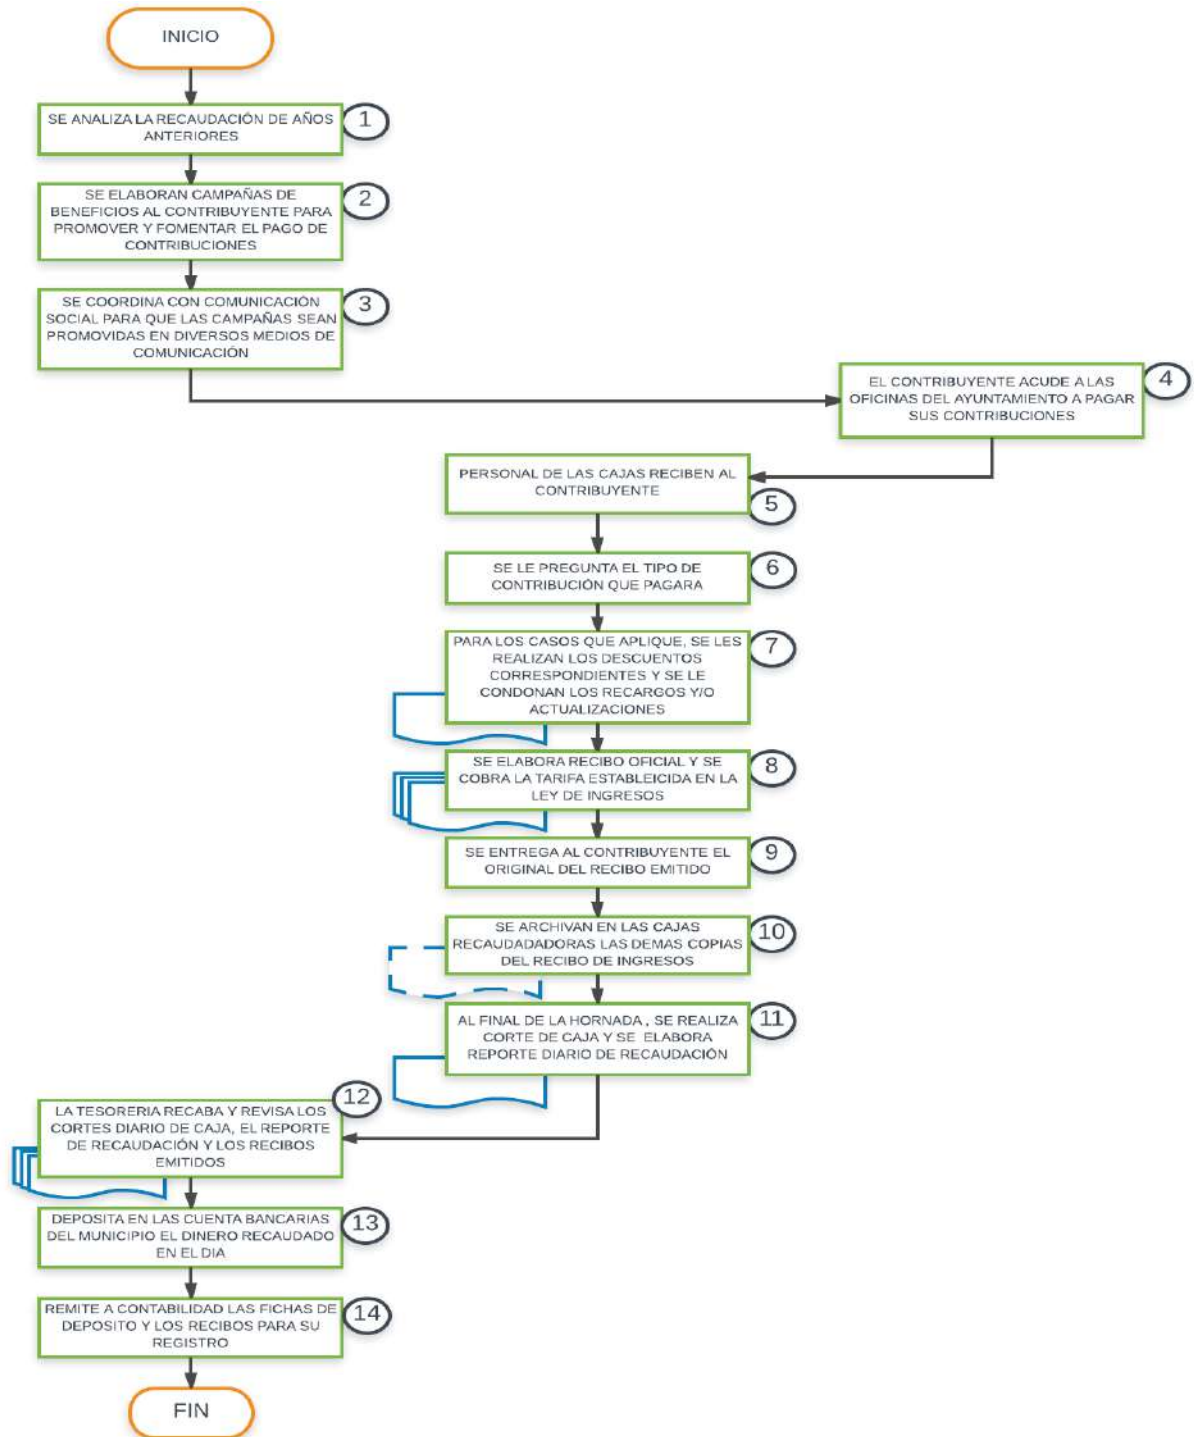 INICIO
SE ANALIZA LA RECAUDACIÓN DE AÑOS
ANTERIORES
1
SE ELABORAN CAMPAÑAS DE
BENEFICIOS AL CONTRIBUYENTE PARA
PROMOVER Y FOMENTAR EL PAGO DE
CONTRIBUCIONES
2
SE COORDINA CON COMUNICACIÓN
SOCIAL PARA QUE LAS CAMPAÑAS SEAN
PROMOVIDAS EN DIVERSOS MEDIOS DE
COMUNICACIÓN
3
EL CONTRIBUYENTE ACUDE A LAS
OFICINAS DEL AYUNTAMIENTO A PAGAR
SUS CONTRIBUCIONES
4
PERSONAL DE LAS CAJAS RECIBEN AL
CONTRIBUYENTE
5
SE LE PREGUNTA EL TIPO DE
CONTRIBUCIÓN QUE PAGARA
6
PARA LOS CASOS QUE APLIQUE, SE LES
REALIZAN LOS DESCUENTOS
CORRESPONDIENTES Y SE LE
CONDONAN LOS RECARGOS Y/O
ACTUALIZACIONES
7
SE ELABORA RECIBO OFICIAL Y SE
COBRA LA TARIFA ESTABLEICIDA EN LA
LEY DE INGRESOS
8
SE ENTREGA AL CONTRIBUYENTE EL
ORIGINAL DEL RECIBO EMITIDO
9
SE ARCHIVAN EN LAS CAJAS
RECAUDADADORAS LAS DEMAS COPIAS
DEL RECIBO DE INGRESOS
10
AL FINAL DE LA HORNADA , SE REALIZA
CORTE DE CAJA Y SE ELABORA
REPORTE DIARIO DE RECAUDACIÓN
11
LA TESORERIA RECABA Y REVISA LOS
CORTES DIARIO DE CAJA, EL REPORTE
DE RECAUDACIÓN Y LOS RECIBOS
EMITIDOS
12
DEPOSITA EN LAS CUENTA BANCARIAS
DEL MUNICIPIO EL DINERO RECAUDADO
EN EL DIA
13
REMITE A CONTABILIDAD LAS FICHAS DE
DEPOSITO Y LOS RECIBOS PARA SU
REGISTRO
14
FIN